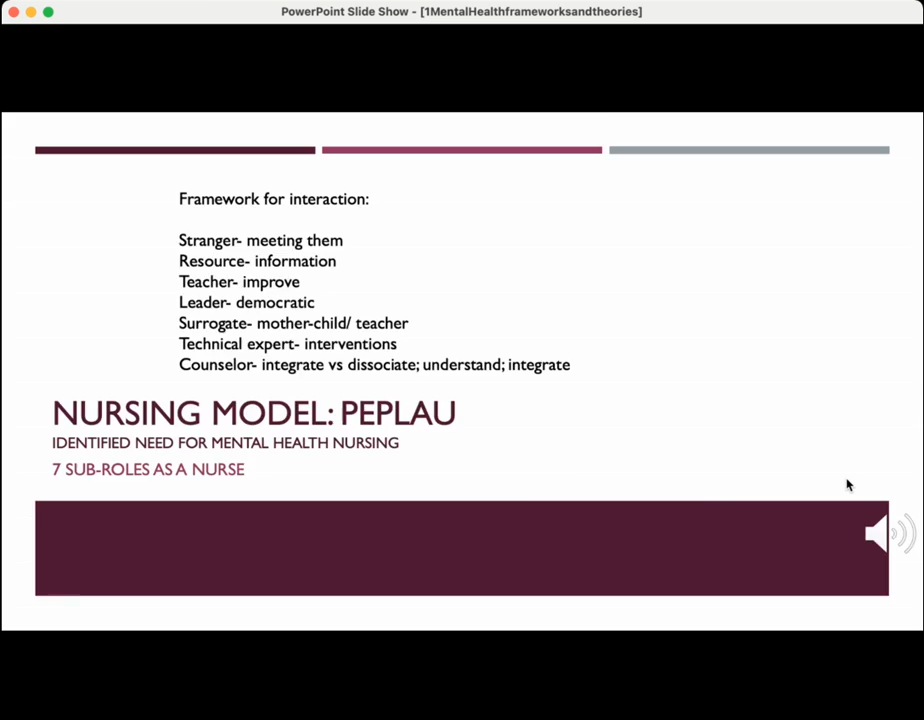 PowerPoint Slide Show - [1MentalHealthframeworksandtheories]
Framework for interaction:
Stranger- meeting them
Resource- information
Teacher- improve
Leader- democratic
Surrogate- mother-child/ teacher
Technical expert- interventions
Counselor- integrate vs dissociate; understand; integrate
NURSING MODEL: PEPLAU
IDENTIFIED NEED FOR MENTAL HEALTH NURSING
7 SUB-ROLES AS A NURSE